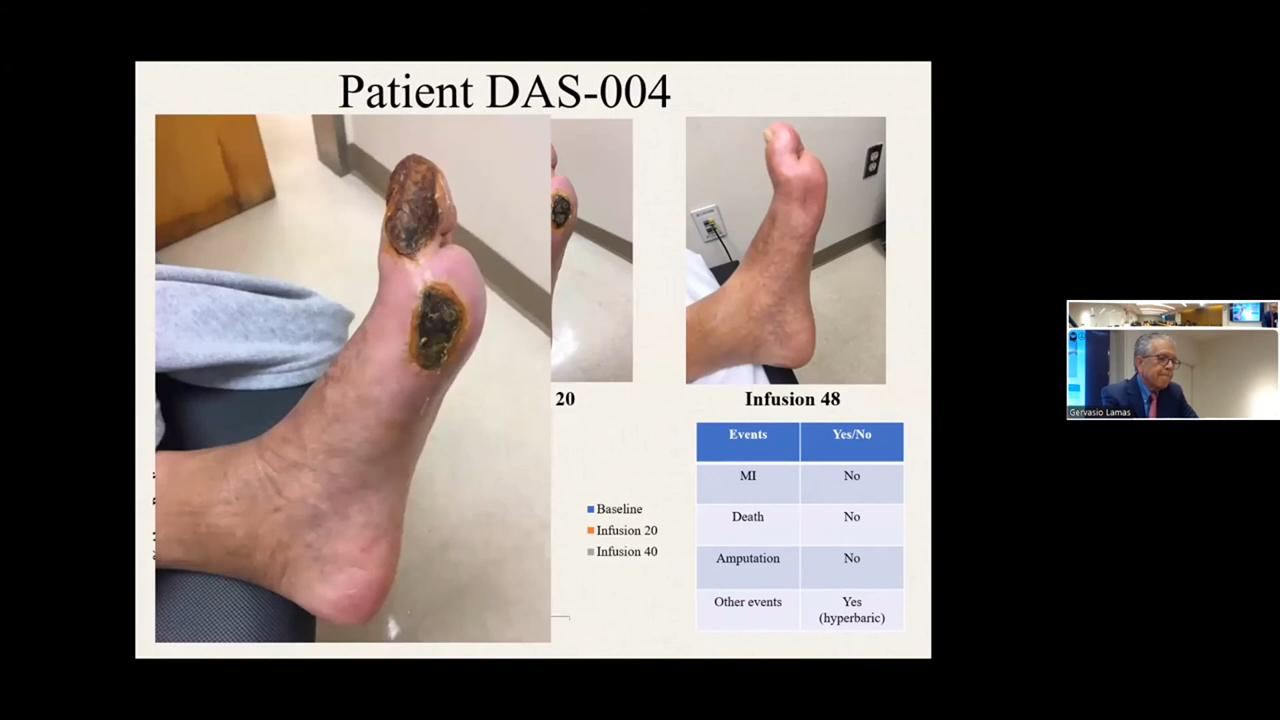 Patient DAS-004
20
Infusion 48
Events Yes/No
MI No
Death No
Amputation No
Other events Yes
(hyperbaric)
Baseline
Infusion 20
Infusion 40
Gervasio Lamas